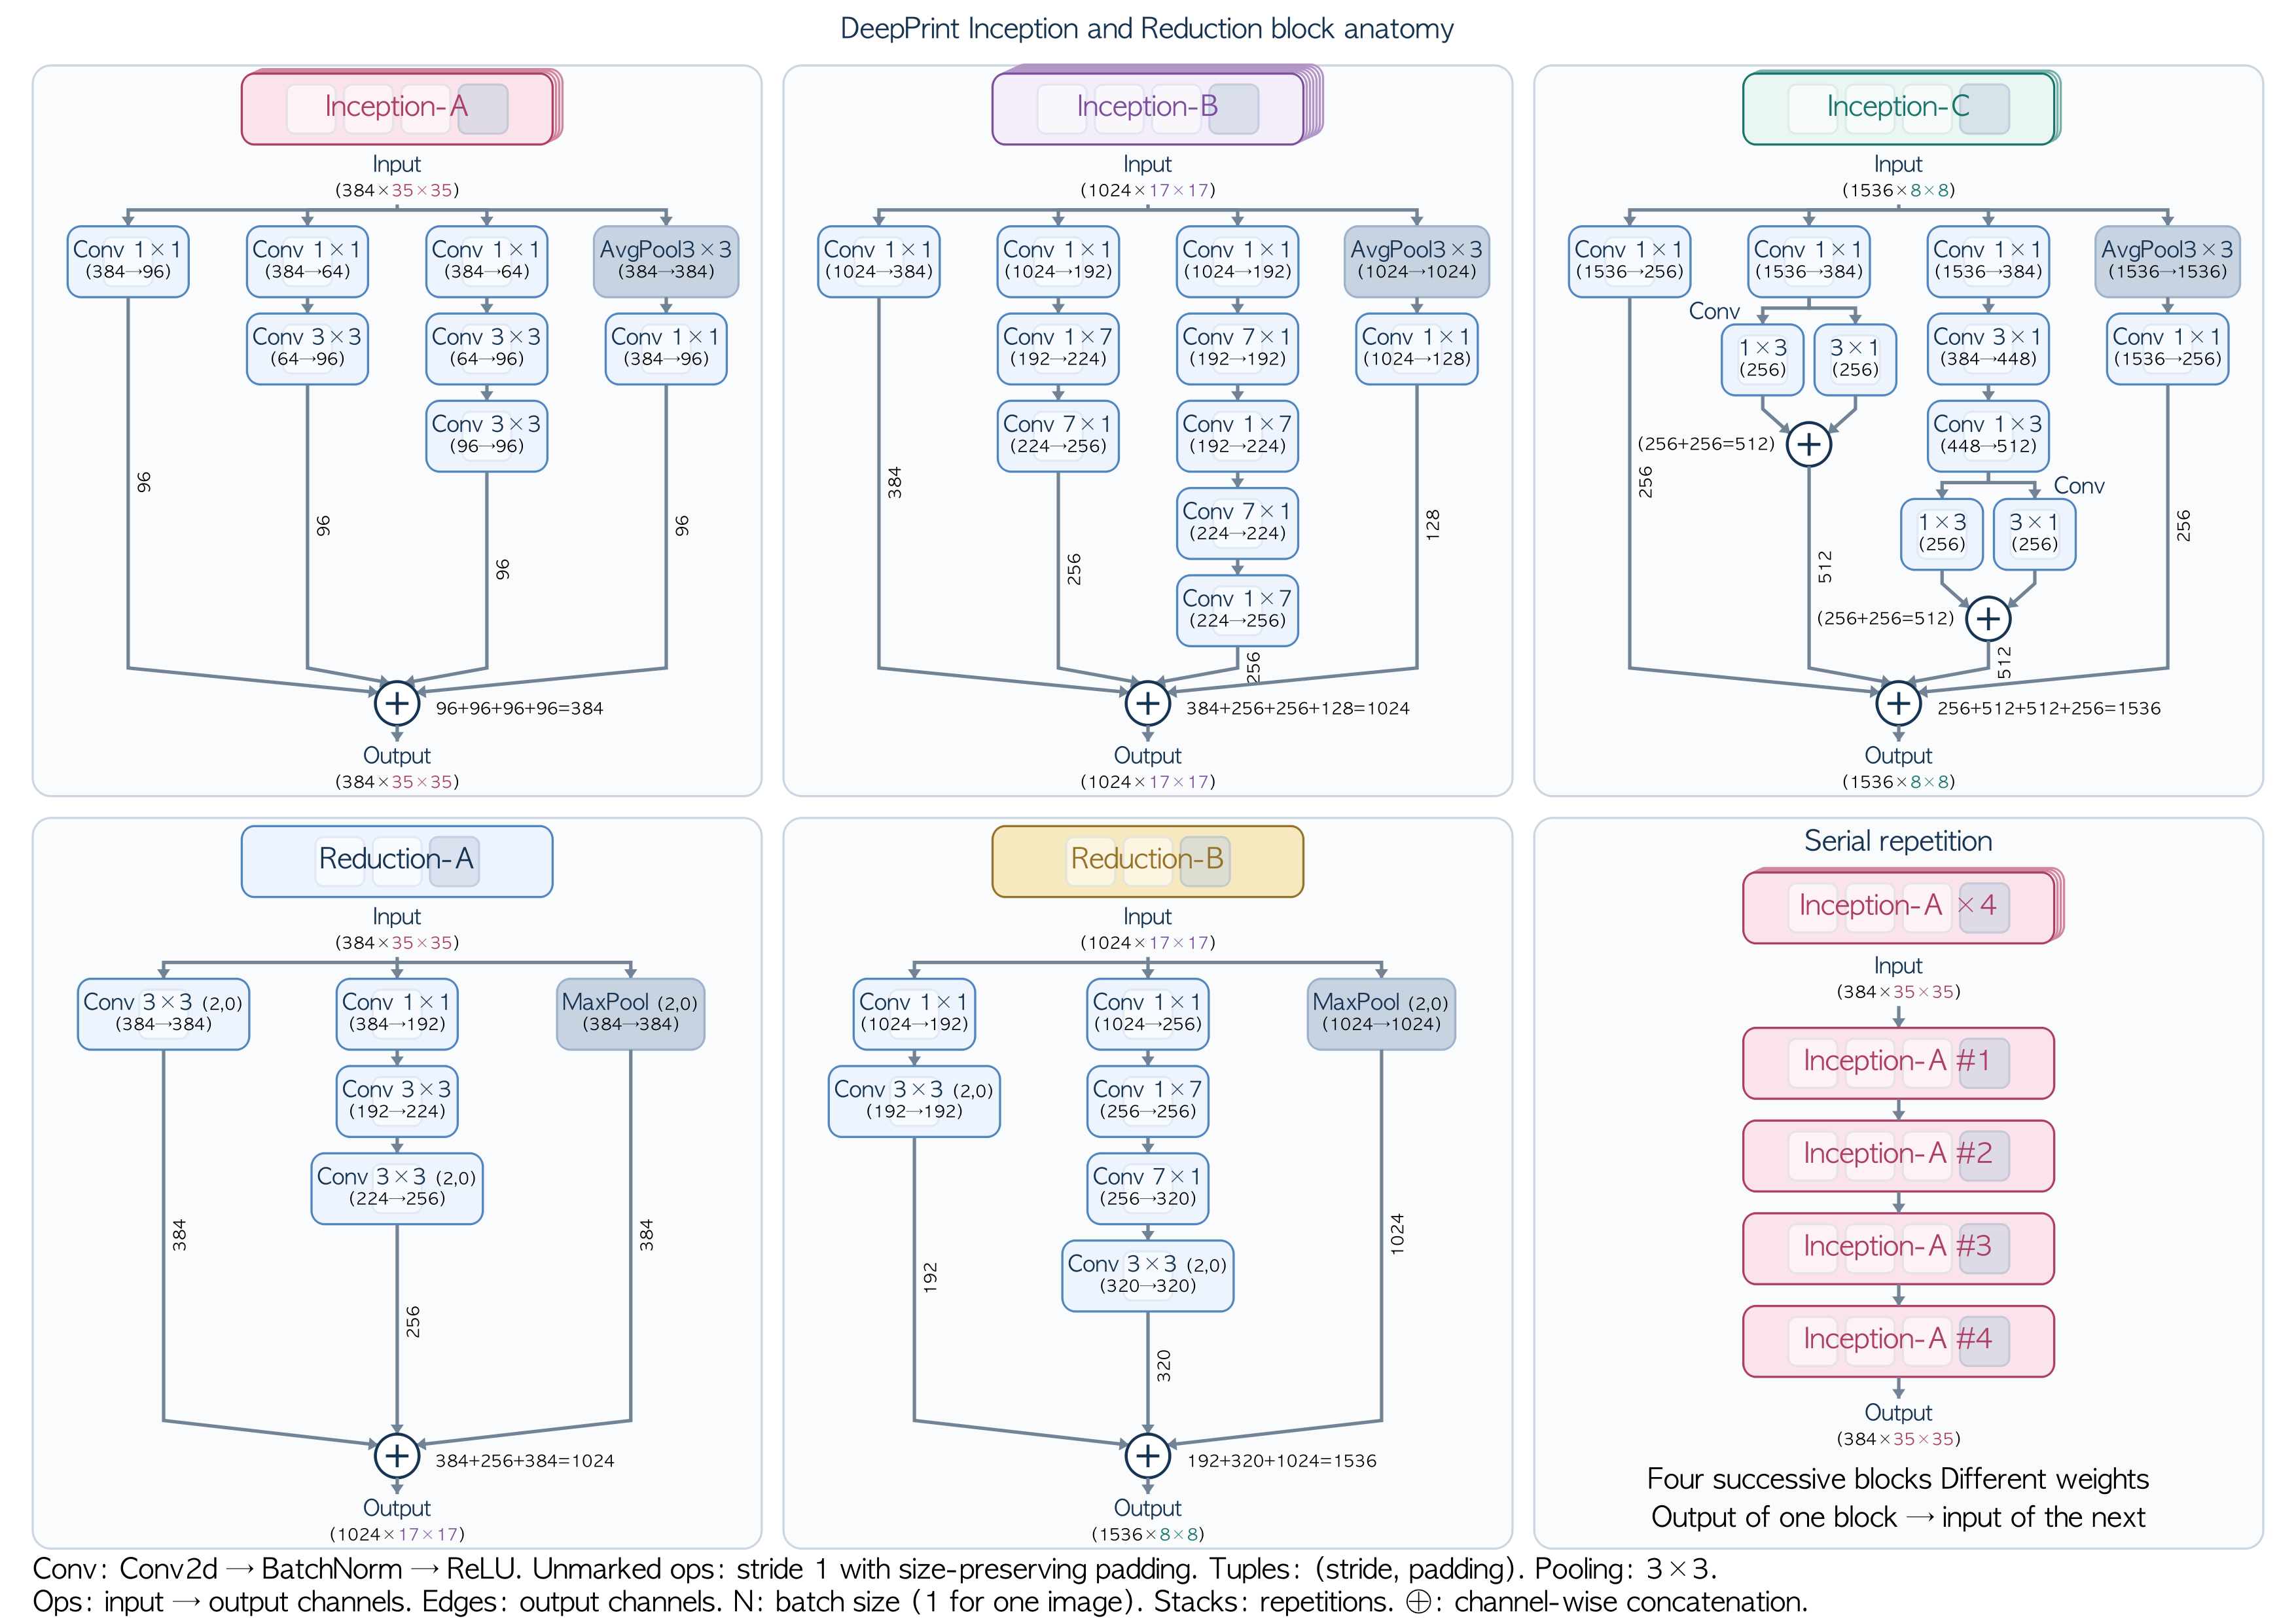 DeepPrint Inception and Reduction block anatomy
Inception-A
Input
(384×35×35)
Conv 1×1
(384→96)
Conv 1×1
(384→64)
Conv 1×1
(384→64)
AvgPool3×3
(384→384)
Conv 3×3
(64→96)
Conv 3×3
(64→96)
Conv 1×1
(384→96)
Conv 3×3
(96→96)
96
96
96
96
96+96+96+96=384
Output
(384×35×35)
Inception-B
Input
(1024×17×17)
Conv 1×1
(1024→384)
Conv 1×1
(1024→192)
Conv 1×1
(1024→192)
AvgPool3×3
(1024→1024)
Conv 1×7
(192→224)
Conv 7×1
(192→192)
Conv 1×1
(1024→128)
Conv 7×1
(224→256)
Conv 1×7
(192→224)
Conv 7×1
(224→224)
Conv 1×7
(224→256)
384
256
256
128
384+256+256+128=1024
Output
(1024×17×17)
Inception-C
Input
(1536×8×8)
Conv 1×1
(1536→256)
Conv 1×1
(1536→384)
Conv 1×1
(1536→384)
AvgPool3×3
(1536→1536)
Conv
1×3
(256)
3×1
(256)
Conv 3×1
(384→448)
Conv 1×1
(1536→256)
(256+256=512)
Conv 1×3
(448→512)
Conv
1×3
(256)
3×1
(256)
(256+256=512)
256
512
512
256
256+512+512+256=1536
Output
(1536×8×8)
Reduction-A
Input
(384×35×35)
Conv 3×3 (2,0)
(384→384)
Conv 1×1
(384→192)
MaxPool (2,0)
(384→384)
Conv 3×3
(192→224)
Conv 3×3 (2,0)
(224→256)
384
256
384
384+256+384=1024
Output
(1024×17×17)
Reduction-B
Input
(1024×17×17)
Conv 1×1
(1024→192)
Conv 1×1
(1024→256)
MaxPool (2,0)
(1024→1024)
Conv 3×3 (2,0)
(192→192)
Conv 1×7
(256→256)
Conv 7×1
(256→320)
Conv 3×3 (2,0)
(320→320)
192
320
1024
192+320+1024=1536
Output
(1536×8×8)
Serial repetition
Inception-A ×4
Input
(384×35×35)
Inception-A #1
Inception-A #2
Inception-A #3
Inception-A #4
Output
(384×35×35)
Four successive blocks Different weights
Output of one block → input of the next
Conv: Conv2d → BatchNorm → ReLU. Unmarked ops: stride 1 with size-preserving padding. Tuples: (stride, padding). Pooling: 3×3.
Ops: input → output channels. Edges: output channels. N: batch size (1 for one image). Stacks: repetitions. ⊕: channel-wise concatenation.